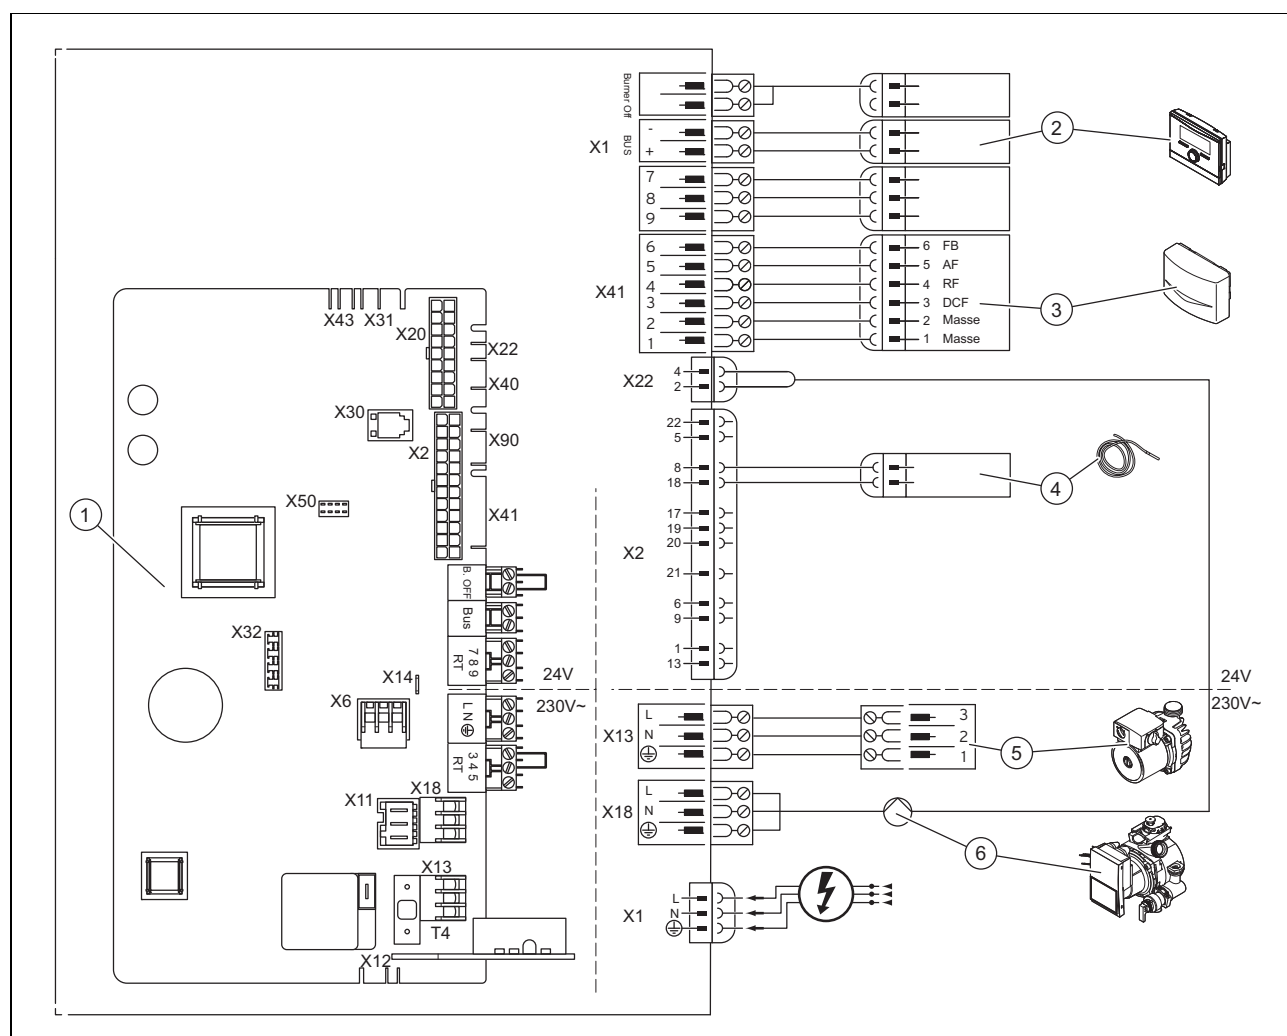 Burner Off
X1
BUS
-
+
2
7
8
9
X41
6
5
4
3
2
1
6 FB
5 AF
4 RF
3 DCF
2 Masse
1 Masse
3
X22
4
2
X2
22
5
8
18
17
19
20
21
6
9
1
13
4
24V
230V~
X13
L
N
3
2
1
5
X18
L
N
6
X1
L
N
X43 X31
X20
X22
X40
X30
X2
X90
X50
X41
1
B. OFF
Bus
X32
7 8 9
RT
X14
24V
X6
230V~
L N
3 4 5
RT
X11
X18
X13
T4
X12